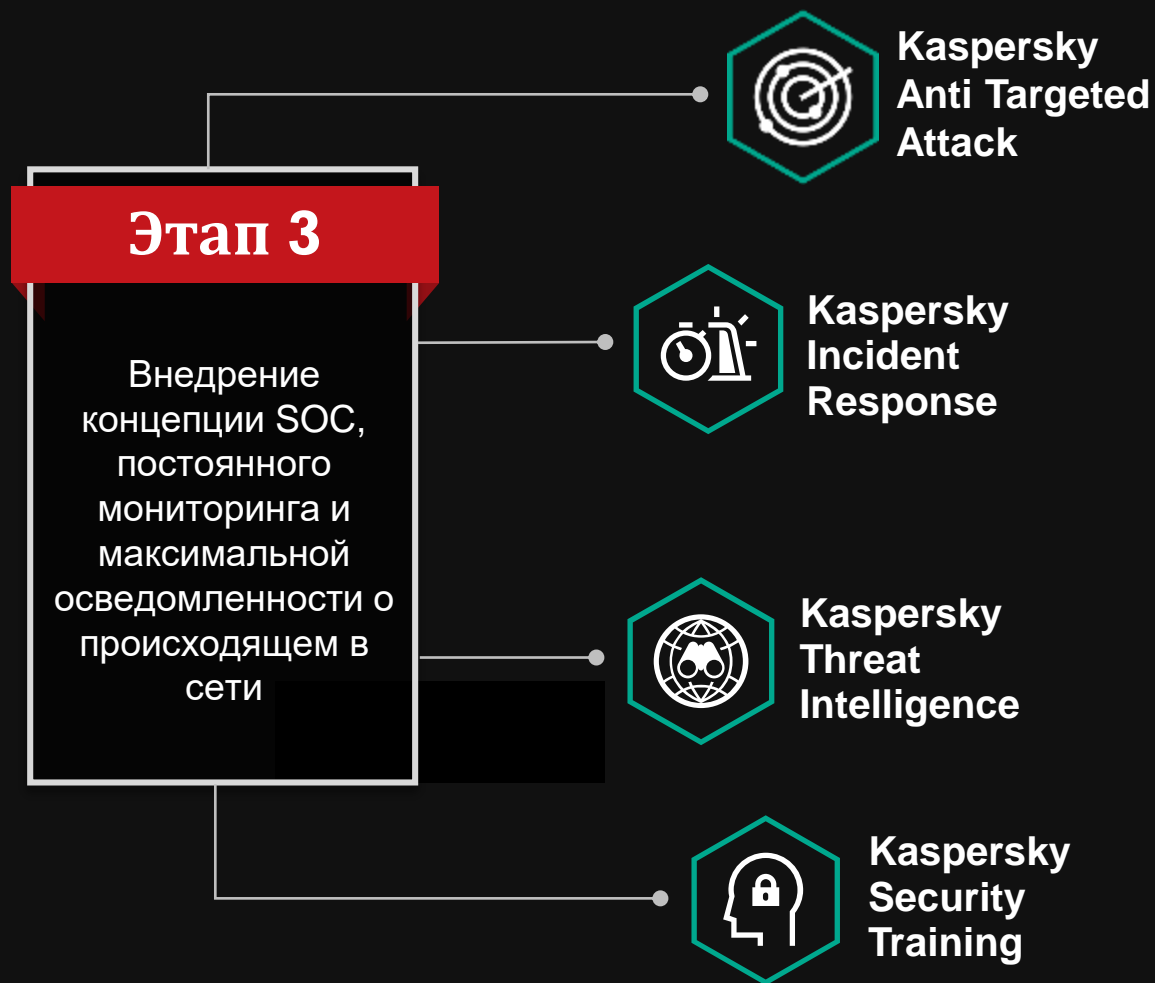 Kaspersky
Anti Targeted
Attack
Этап 3
Внедрение
концепции SOC,
постоянного
мониторинга и
максимальной
осведомленности о
происходящем в
сети
Kaspersky
Incident
Response
Kaspersky
Threat
Intelligence
Kaspersky
Security
Training